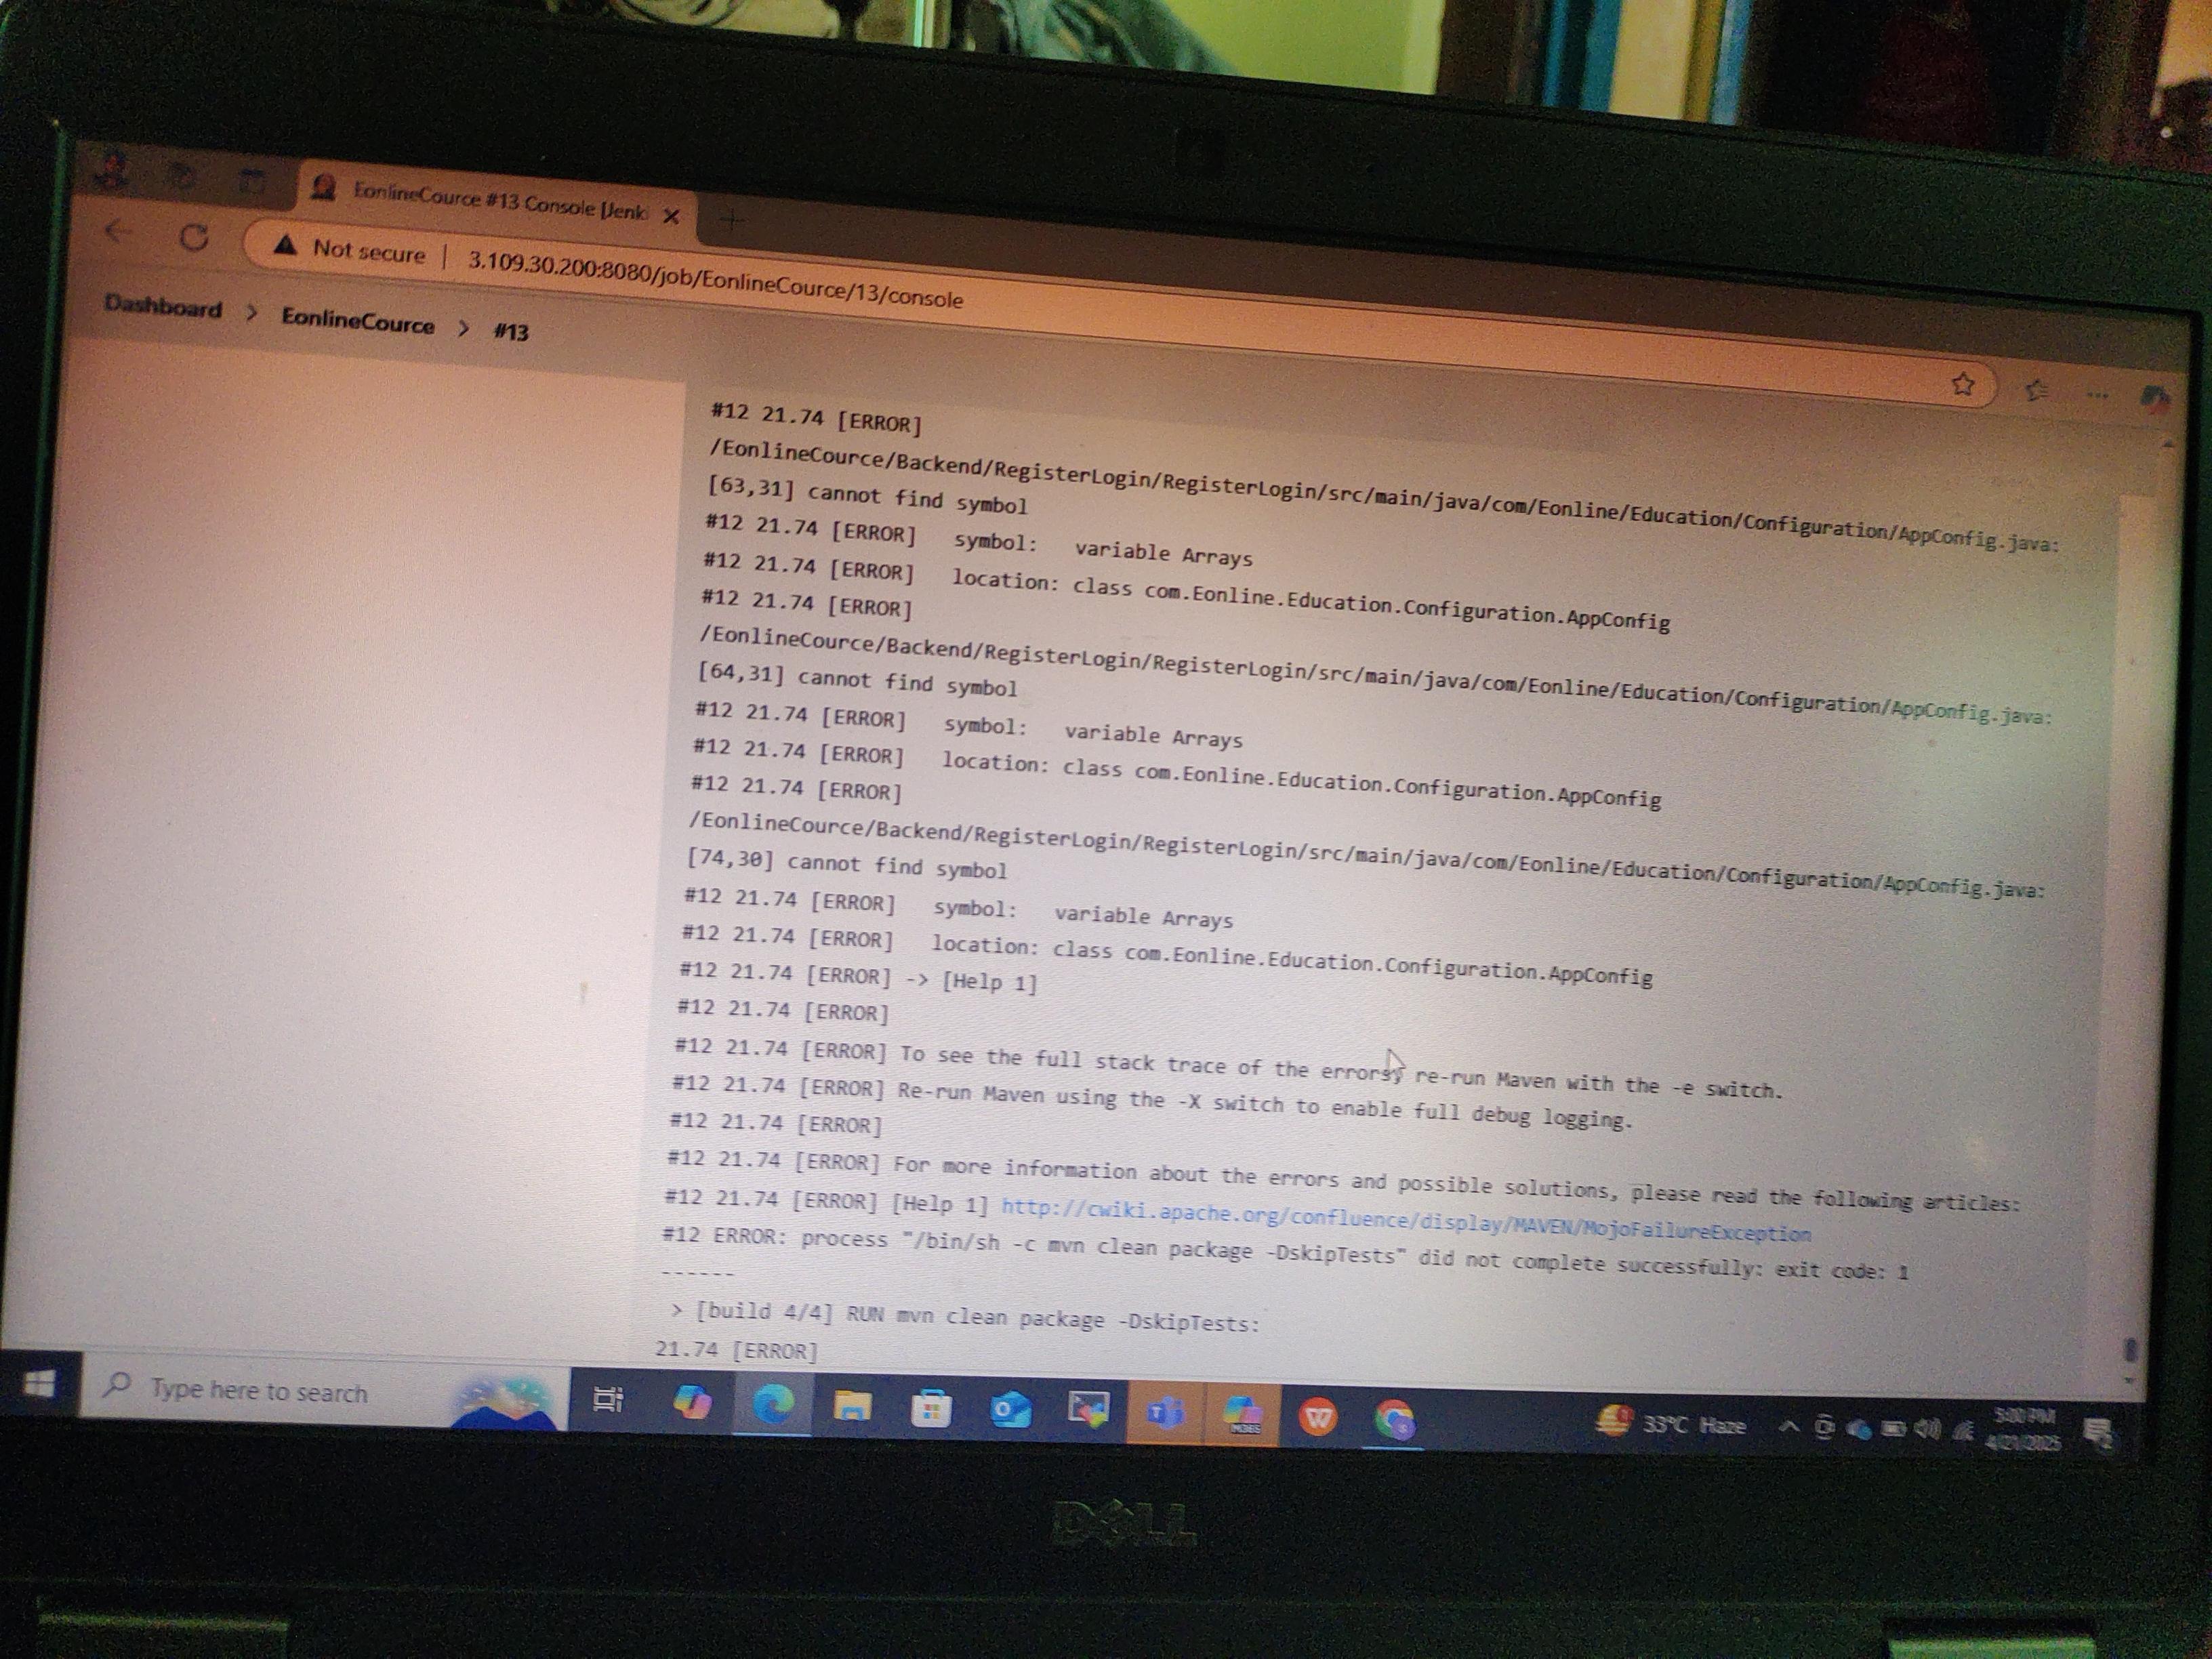 EonlineCource #13 Console [Jenk
Not secure | 3.109.30.200:8080/job/EonlineCource/13/console
Dashboard > EonlineCource > #13
#12 21.74 [ERROR]
/EonlineCource/Backend/RegisterLogin/RegisterLogin/src/main/java/com/Eonline/Education/Configuration/AppConfig.java:
[63,31] cannot find symbol
#12 21.74 [ERROR]   symbol:   variable Arrays
#12 21.74 [ERROR]   location: class com.Eonline.Education.Configuration.AppConfig
#12 21.74 [ERROR]
/EonlineCource/Backend/RegisterLogin/RegisterLogin/src/main/java/com/Eonline/Education/Configuration/AppConfig.java:
[64,31] cannot find symbol
#12 21.74 [ERROR]   symbol:   variable Arrays
#12 21.74 [ERROR]   location: class com.Eonline.Education.Configuration.AppConfig
#12 21.74 [ERROR]
/EonlineCource/Backend/RegisterLogin/RegisterLogin/src/main/java/com/Eonline/Education/Configuration/AppConfig.java:
[74,30] cannot find symbol
#12 21.74 [ERROR]   symbol:   variable Arrays
#12 21.74 [ERROR]   location: class com.Eonline.Education.Configuration.AppConfig
#12 21.74 [ERROR] -> [Help 1]
#12 21.74 [ERROR]
#12 21.74 [ERROR] To see the full stack trace of the errors, re-run Maven with the -e switch.
#12 21.74 [ERROR] Re-run Maven using the -X switch to enable full debug logging.
#12 21.74 [ERROR]
#12 21.74 [ERROR] For more information about the errors and possible solutions, please read the following articles:
#12 21.74 [ERROR] [Help 1] http://cwiki.apache.org/confluence/display/MAVEN/MojoFailureException
#12 ERROR: process "/bin/sh -c mvn clean package -DskipTests" did not complete successfully: exit code: 1
------
> [build 4/4] RUN mvn clean package -DskipTests:
21.74 [ERROR]
Type here to search
M365
33°C Haze
5:00 PM
4/21/2025
DELL